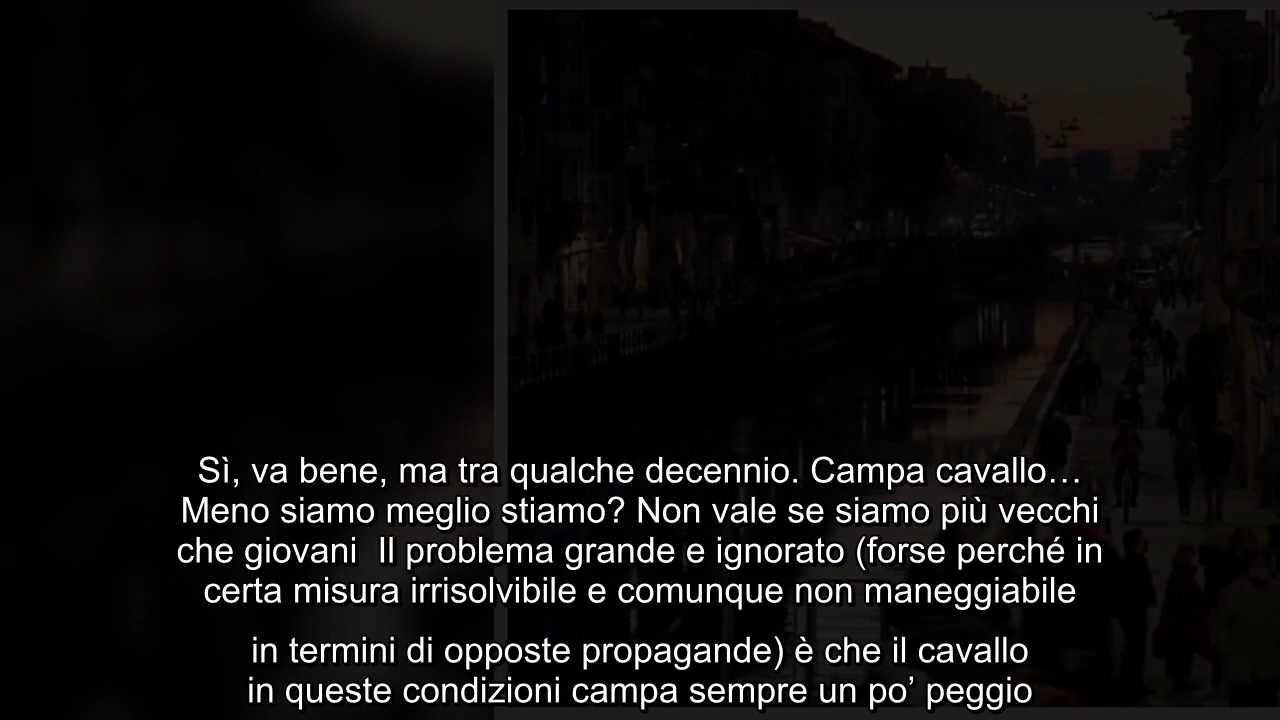 Sì, va bene, ma tra qualche decennio. Campa cavallo…
Meno siamo meglio stiamo? Non vale se siamo più vecchi
che giovani  Il problema grande e ignorato (forse perché in
certa misura irrisolvibile e comunque non maneggiabile
in termini di opposte propagande) è che il cavallo
in queste condizioni campa sempre un po’ peggio